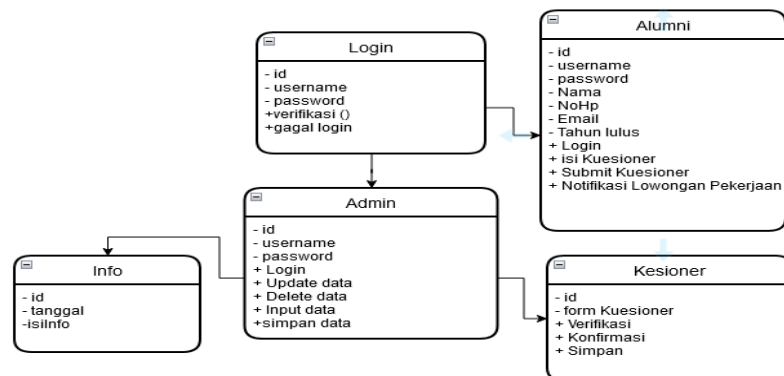 Login
- id
- username
- password
+verifikasi ()
+gagal login
Alumni
- id
- username
- password
- Nama
- NoHp
- Email
- Tahun lulus
+ Login
+ isi Kuesioner
+ Submit Kuesioner
+ Notifikasi Lowongan Pekerjaan
Admin
- id
- username
- password
+ Login
+ Update data
+ Delete data
+ Input data
+simpan data
Info
- id
- tanggal
-isiInfo
Kesioner
- id
- form Kuesioner
+ Verifikasi
+ Konfirmasi
+ Simpan